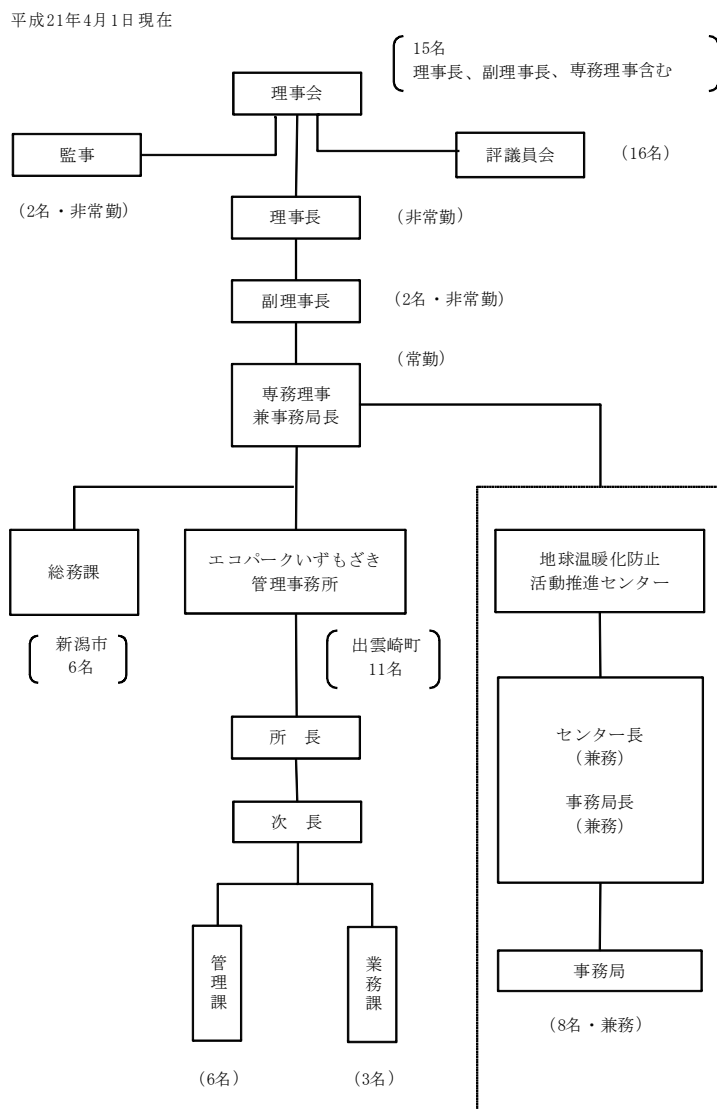 平成21年4月1日現在
15名
理事長、副理事長、専務理事含む
理事会
監事
評議員会
(16名)
(2名・非常勤)
理事長
(非常勤)
副理事長
(2名・非常勤)
(常勤)
専務理事
兼事務局長
総務課
エコパークいずもざき
管理事務所
地球温暖化防止
活動推進センター
新潟市
6名
出雲崎町
11名
所 長
センター長
(兼務)
事務局長
(兼務)
次 長
管理課
業務課
事務局
(8名・兼務)
(6名)
(3名)